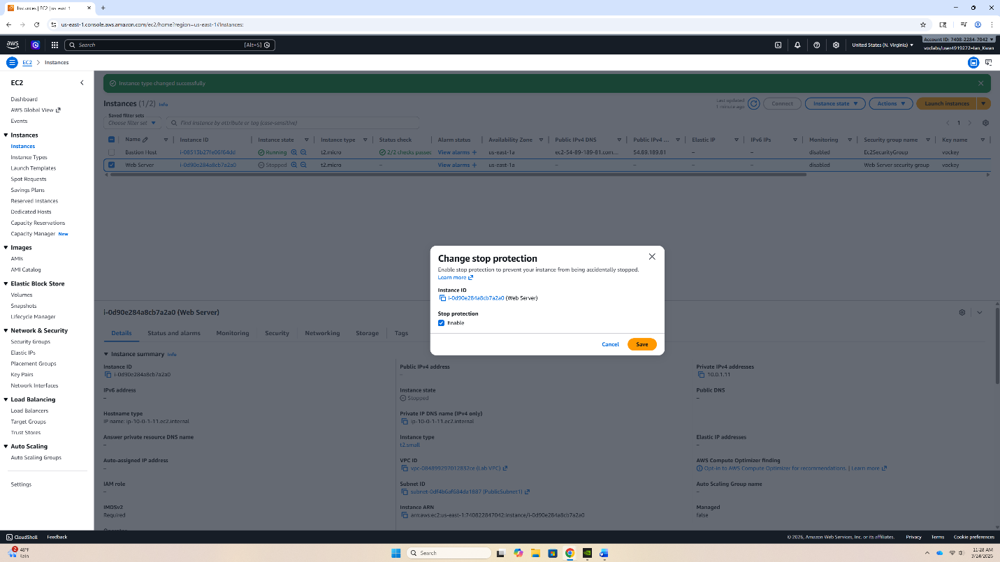 Instances | EC2 | us-east-1
us-east-1.console.aws.amazon.com/ec2/home?region=us-east-1#Instances:
aws
Search
[Alt+S]
United States (N. Virginia)
Account ID: 7408-2284-7042
voclabs/user4919272=Ian_Kwan
EC2
Instances
EC2
Dashboard
AWS Global View
Events
Instances
Instances
Instance Types
Launch Templates
Spot Requests
Savings Plans
Reserved Instances
Dedicated Hosts
Capacity Reservations
Capacity Manager New
Images
AMIs
AMI Catalog
Elastic Block Store
Volumes
Snapshots
Lifecycle Manager
Network & Security
Security Groups
Elastic IPs
Placement Groups
Key Pairs
Network Interfaces
Load Balancing
Load Balancers
Target Groups
Trust Stores
Auto Scaling
Auto Scaling Groups
Settings
Instance type changed successfully
Instances (1/2) Info
Last updated
1 minute ago
Connect
Instance state
Actions
Launch instances
Saved filter sets
Choose filter set
Find Instance by attribute or tag (case-sensitive)
1
Name Instance ID Instance state Instance type Status check Alarm status Availability Zone Public IPv4 DNS Public IPv4 ... Elastic IP IPv6 IPs Monitoring Security group name Key name
Bastion Host i-08513b27fe06f64dd Running t2.micro 2/2 checks passec View alarms + us-east-1a ec2-54-89-189-81.com... 54.89.189.81 – – disabled Ec2SecurityGroup vockey
Web Server i-0d90e284a8cb7a2a0 Stopped t2.micro – View alarms + us-east-1a – – – – disabled Web Server security group vockey
Change stop protection
Enable stop protection to prevent your instance from being accidentally stopped.
Learn more
Instance ID
i-0d90e284a8cb7a2a0 (Web Server)
Stop protection
Enable
Cancel
Save
i-0d90e284a8cb7a2a0 (Web Server)
Details
Status and alarms
Monitoring
Security
Networking
Storage
Tags
Instance summary Info
Instance ID
i-0d90e284a8cb7a2a0
Public IPv4 address
–
Private IPv4 addresses
10.0.1.11
IPv6 address
–
Instance state
Stopped
Public DNS
–
Hostname type
IP name: ip-10-0-1-11.ec2.internal
Private IP DNS name (IPv4 only)
ip-10-0-1-11.ec2.internal
Answer private resource DNS name
–
Instance type
t2.small
Elastic IP addresses
–
Auto-assigned IP address
–
VPC ID
vpc-084899297012832ce (Lab VPC)
AWS Compute Optimizer finding
Opt-in to AWS Compute Optimizer for recommendations. | Learn more
IAM role
–
Subnet ID
subnet-0df4b6af684da1887 (PublicSubnet1)
Auto Scaling Group name
–
IMDSv2
Required
Instance ARN
arn:aws:ec2:us-east-1:740822847042:instance/i-0d90e284a8cb7a2a0
Managed
false
CloudShell
Feedback
© 2026, Amazon Web Services, Inc. or its affiliates.
Privacy
Terms
Cookie preferences
2
48°F
Rain
Search
11:28 AM
3/24/2026